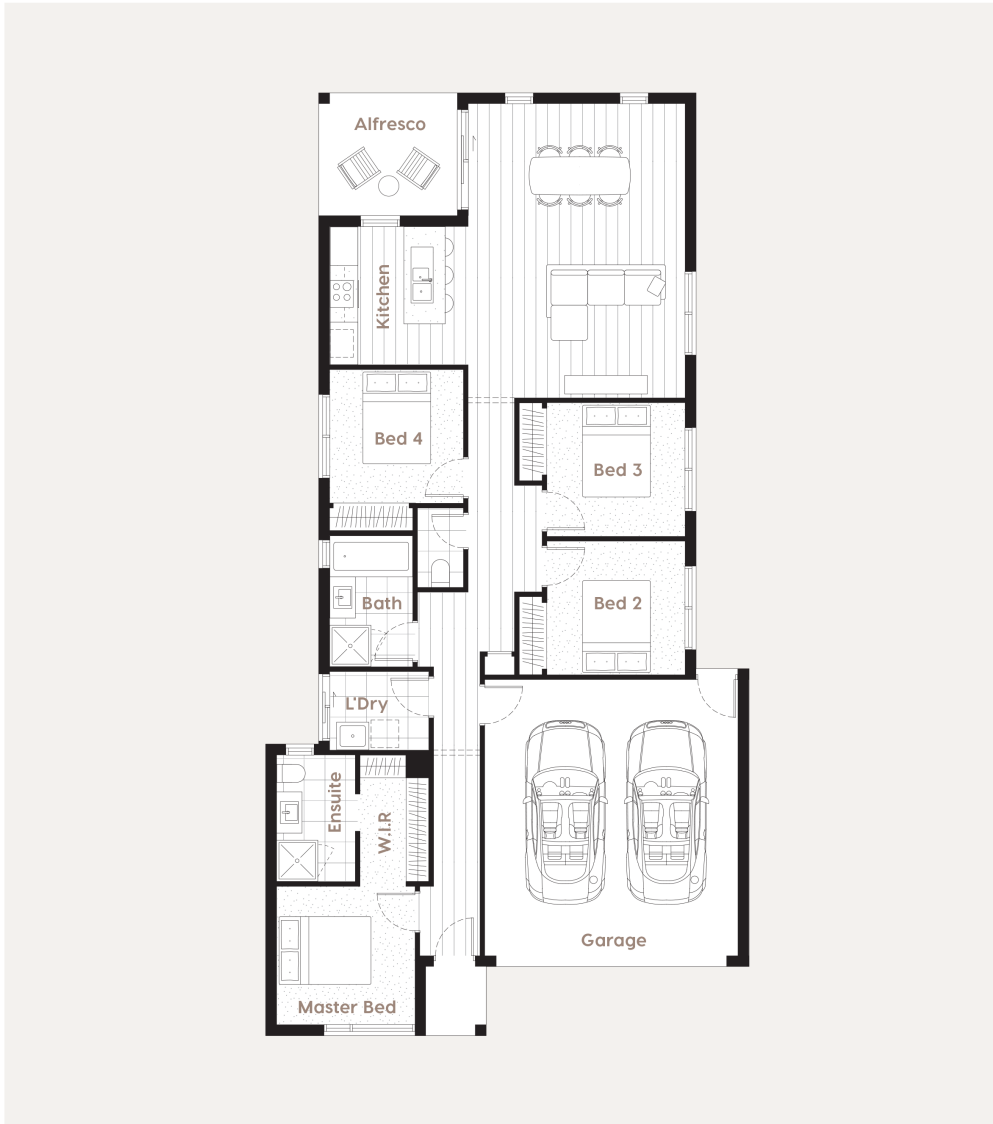 Alfresco
Kitchen
Bed 4
Bed 3
Bed 2
Bath
L'Dry
Ensuite
W.I.R
Garage
Master Bed